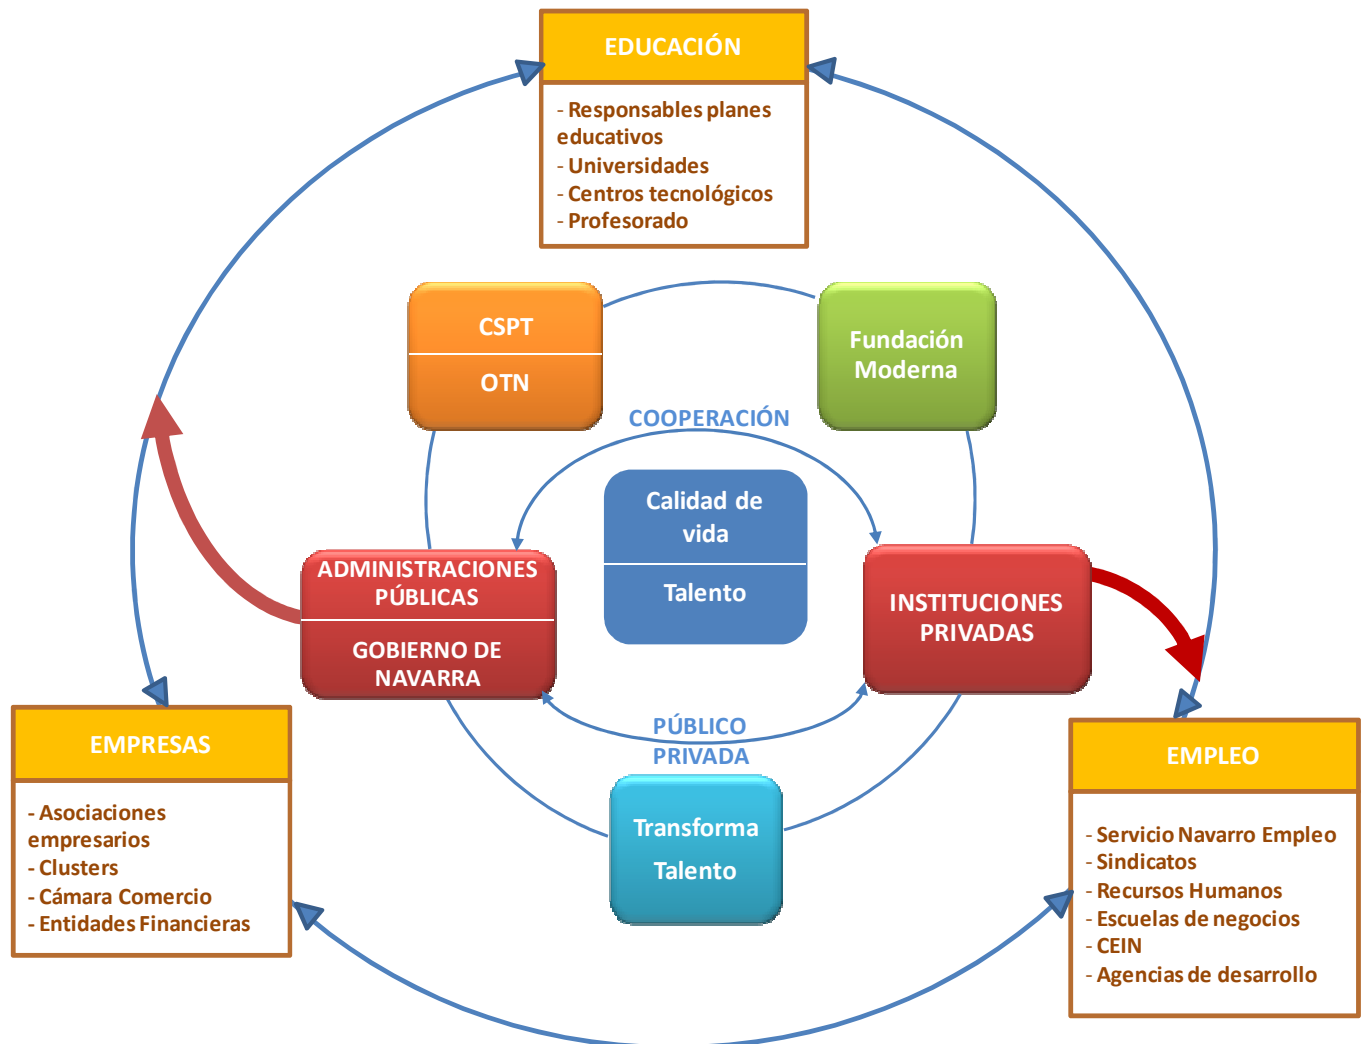 EDUCACIÓN
- Responsables planes
educativos
- Universidades
- Centros tecnológicos
- Profesorado
CSPT
OTN
Fundación
Moderna
COOPERACIÓN
Calidad de
vida
Talento
ADMINISTRACIONES
PÚBLICAS
GOBIERNO DE
NAVARRA
INSTITUCIONES
PRIVADAS
PÚBLICO
PRIVADA
Transforma
Talento
EMPRESAS
- Asociaciones
empresarios
- Clusters
- Cámara Comercio
- Entidades Financieras
EMPLEO
- Servicio Navarro Empleo
- Sindicatos
- Recursos Humanos
- Escuelas de negocios
- CEIN
- Agencias de desarrollo